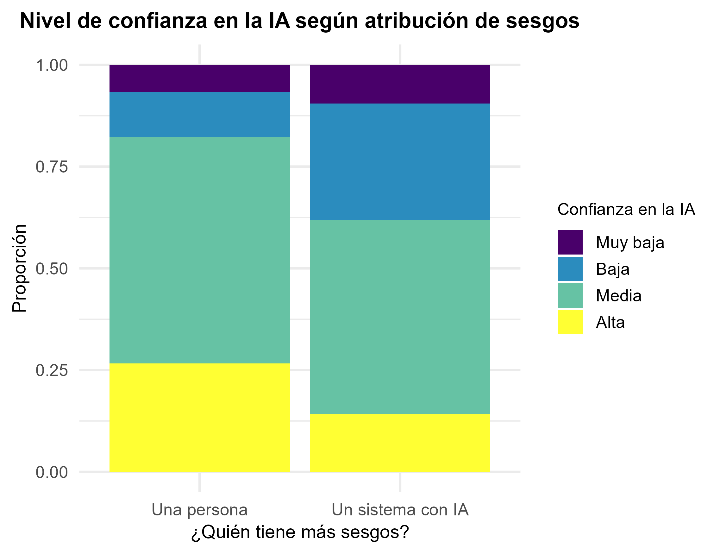 Nivel de confianza en la IA según atribución de sesgos
1.00
0.75
0.50
0.25
0.00
Proporción
Una persona
Un sistema con IA
¿Quién tiene más sesgos?
Confianza en la IA
Muy baja
Baja
Media
Alta